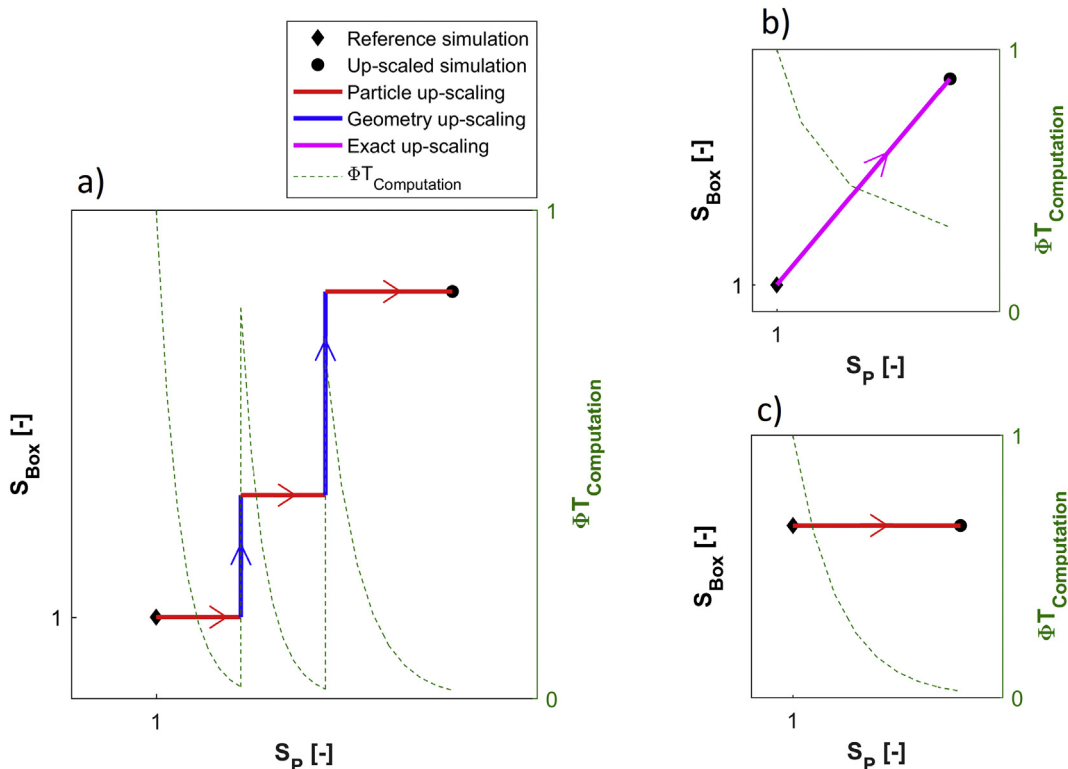 Reference simulation
Up-scaled simulation
Particle up-scaling
Geometry up-scaling
Exact up-scaling
ΦT_Computation
a)
S_Box [-]
1
1
S_P [-]
1
0
ΦT_Computation
b)
S_Box [-]
1
1
S_P [-]
1
0
ΦT_Computation
c)
S_Box [-]
1
S_P [-]
1
0
ΦT_Computation